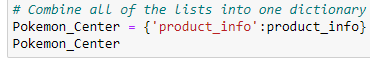 # Combine all of the lists into one dictionary
Pokemon_Center = {'product_info':product_info}
Pokemon_Center